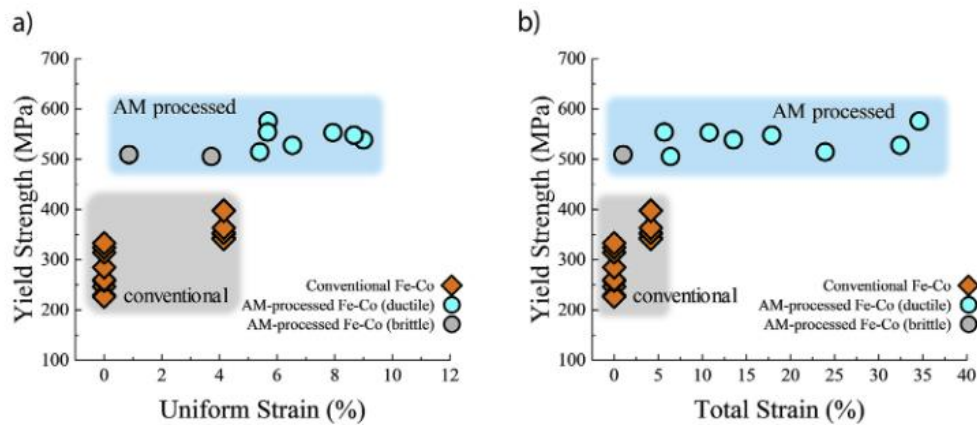 a)
700
600
500
400
300
200
100
Yield Strength (MPa)
AM processed
conventional
Conventional Fe-Co
AM-processed Fe-Co (ductile)
AM-processed Fe-Co (brittle)
0 2 4 6 8 10 12
Uniform Strain (%)
b)
700
600
500
400
300
200
100
Yield Strength (MPa)
AM processed
conventional
Conventional Fe-Co
AM-processed Fe-Co (ductile)
AM-processed Fe-Co (brittle)
0 5 10 15 20 25 30 35 40
Total Strain (%)